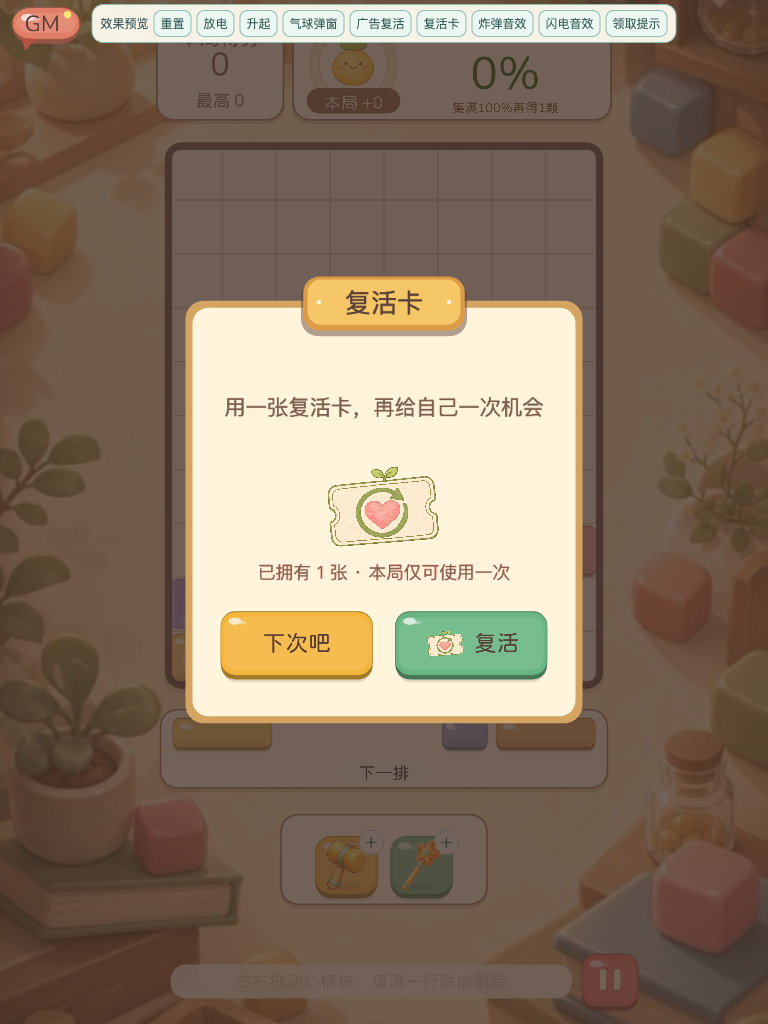 GM
效果预览 重置 放电 升起 气球弹窗 广告复活 复活卡 炸弹音效 闪电音效 领取提示
本局得分
0
最高 0
本局 +0
0%
集满100%再得1颗
复活卡
用一张复活卡，再给自己一次机会
已拥有 1 张 · 本局仅可使用一次
下次吧
复活
下一排
左右拖动心情块，填满一行就能消除